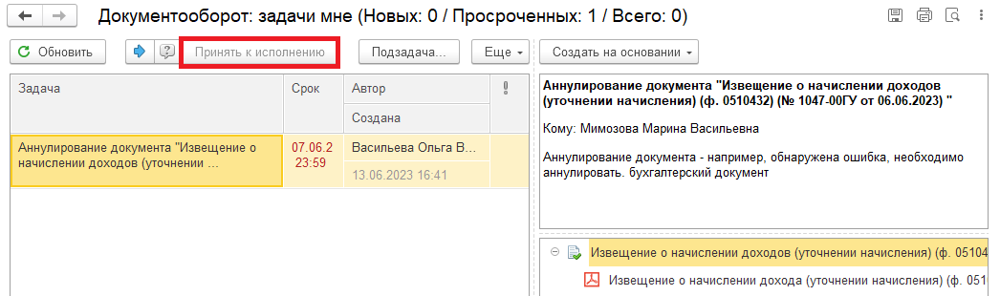 Документооборот: задачи мне (Новых: 0 / Просроченных: 1 / Всего: 0)
Обновить
Принять к исполнению
Подзадача...
Еще
Создать на основании
Задача
Срок
Автор
Создана
Аннулирование документа "Извещение о
начислении доходов (уточнении ...
07.06.2
23:59
Васильева Ольга В...
13.06.2023 16:41
Аннулирование документа "Извещение о начислении доходов
(уточнении начисления) (ф. 0510432) (№ 1047-00ГУ от 06.06.2023) "
Кому: Мимозова Марина Васильевна
Аннулирование документа - например, обнаружена ошибка, необходимо
аннулировать. бухгалтерский документ
Извещение о начислении доходов (уточнении начисления) (ф. 05104
Извещение о начислении дохода (уточнении начисления) (ф. 051